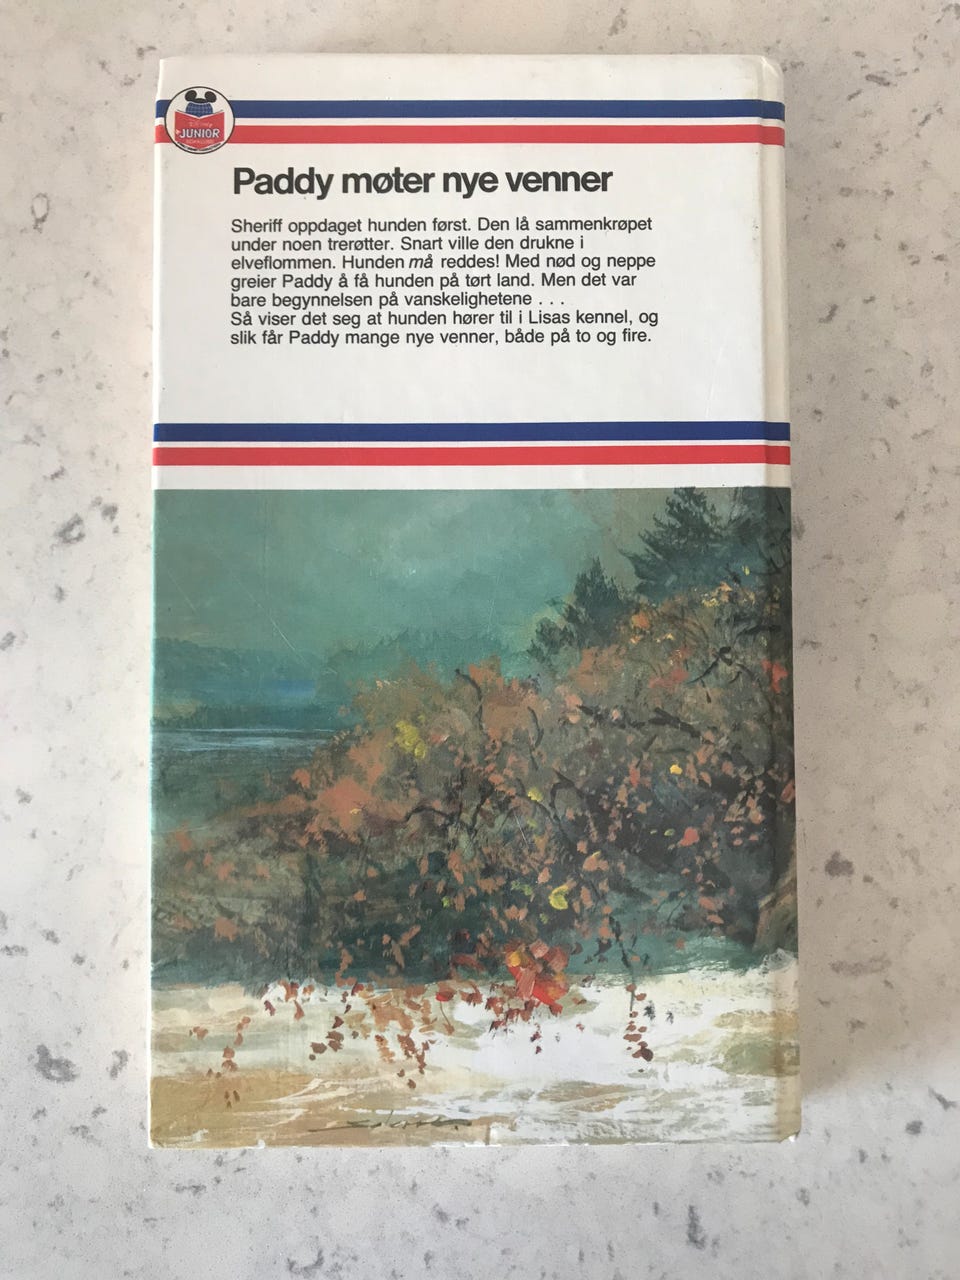 Disney
JUNIOR
Paddy møter nye venner
Sheriff oppdaget hunden først. Den lå sammenkrøpet
under noen trerøtter. Snart ville den drukne i
elveflommen. Hunden må reddes! Med nød og neppe
greier Paddy å få hunden på tørt land. Men det var
bare begynnelsen på vanskelighetene . . .
Så viser det seg at hunden hører til i Lisas kennel, og
slik får Paddy mange nye venner, både på to og fire.